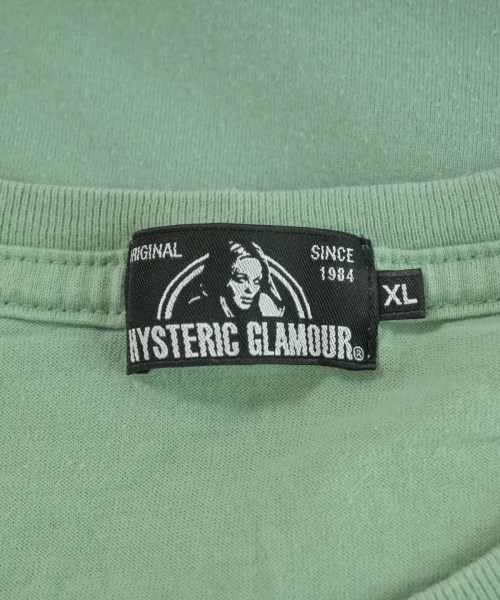 ORIGINAL
SINCE
1984
XL
HYSTERIC GLAMOUR®